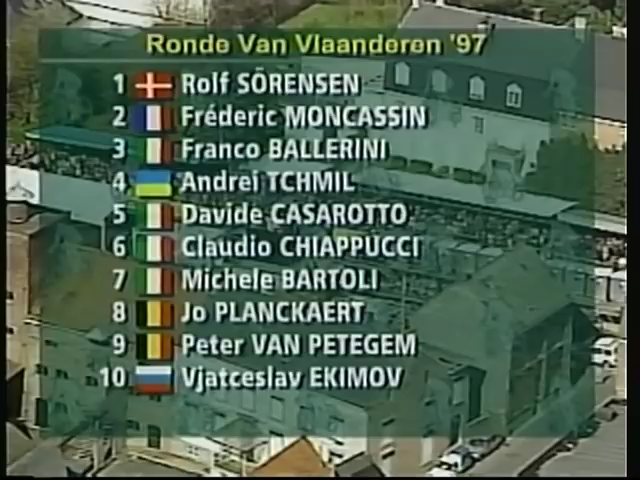 Ronde Van Vlaanderen '97
1 Rolf SÖRENSEN
2 Fréderic MONCASSIN
3 Franco BALLERINI
4 Andrei TCHMIL
5 Davide CASAROTTO
6 Claudio CHIAPPUCCI
7 Michele BARTOLI
8 Jo PLANCKAERT
9 Peter VAN PETEGEM
10 Vjatceslav EKIMOV